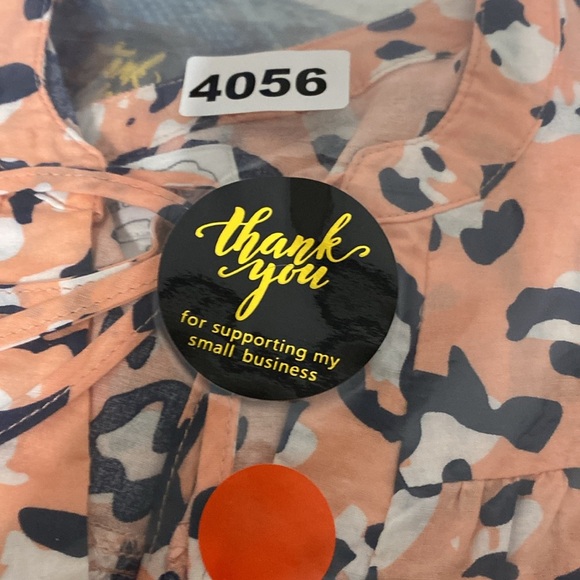 4056
thank
you
for supporting my
small business